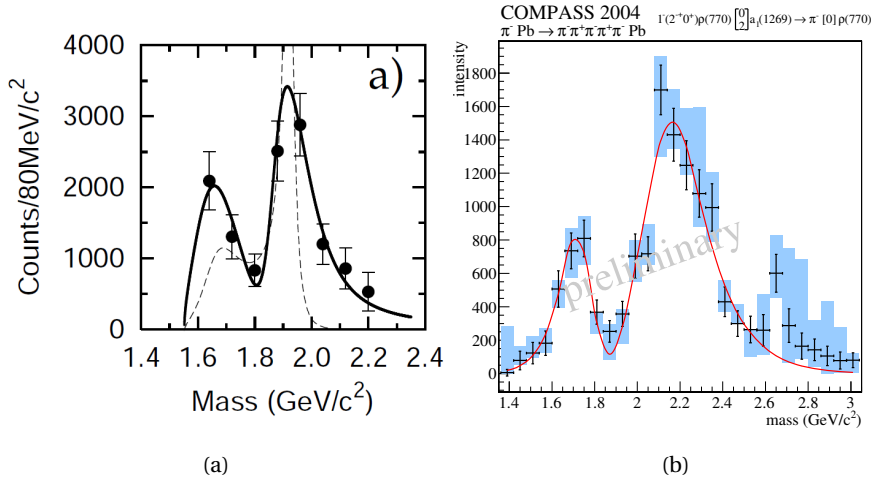 a)
Counts/80MeV/c²
4000
3000
2000
1000
0
1.4 1.6 1.8 2.0 2.2 2.4
Mass (GeV/c²)
(a)
COMPASS 2004
π⁻ Pb → π⁻π⁺π⁻π⁺π⁻ Pb
1⁻(2⁻⁺0⁺)ρ(770) [0 2] a₁(1269) → π⁻ [0] ρ(770)
intensity
1800
1600
1400
1200
1000
800
600
400
200
0
preliminary
1.4 1.6 1.8 2 2.2 2.4 2.6 2.8 3
mass (GeV/c²)
(b)